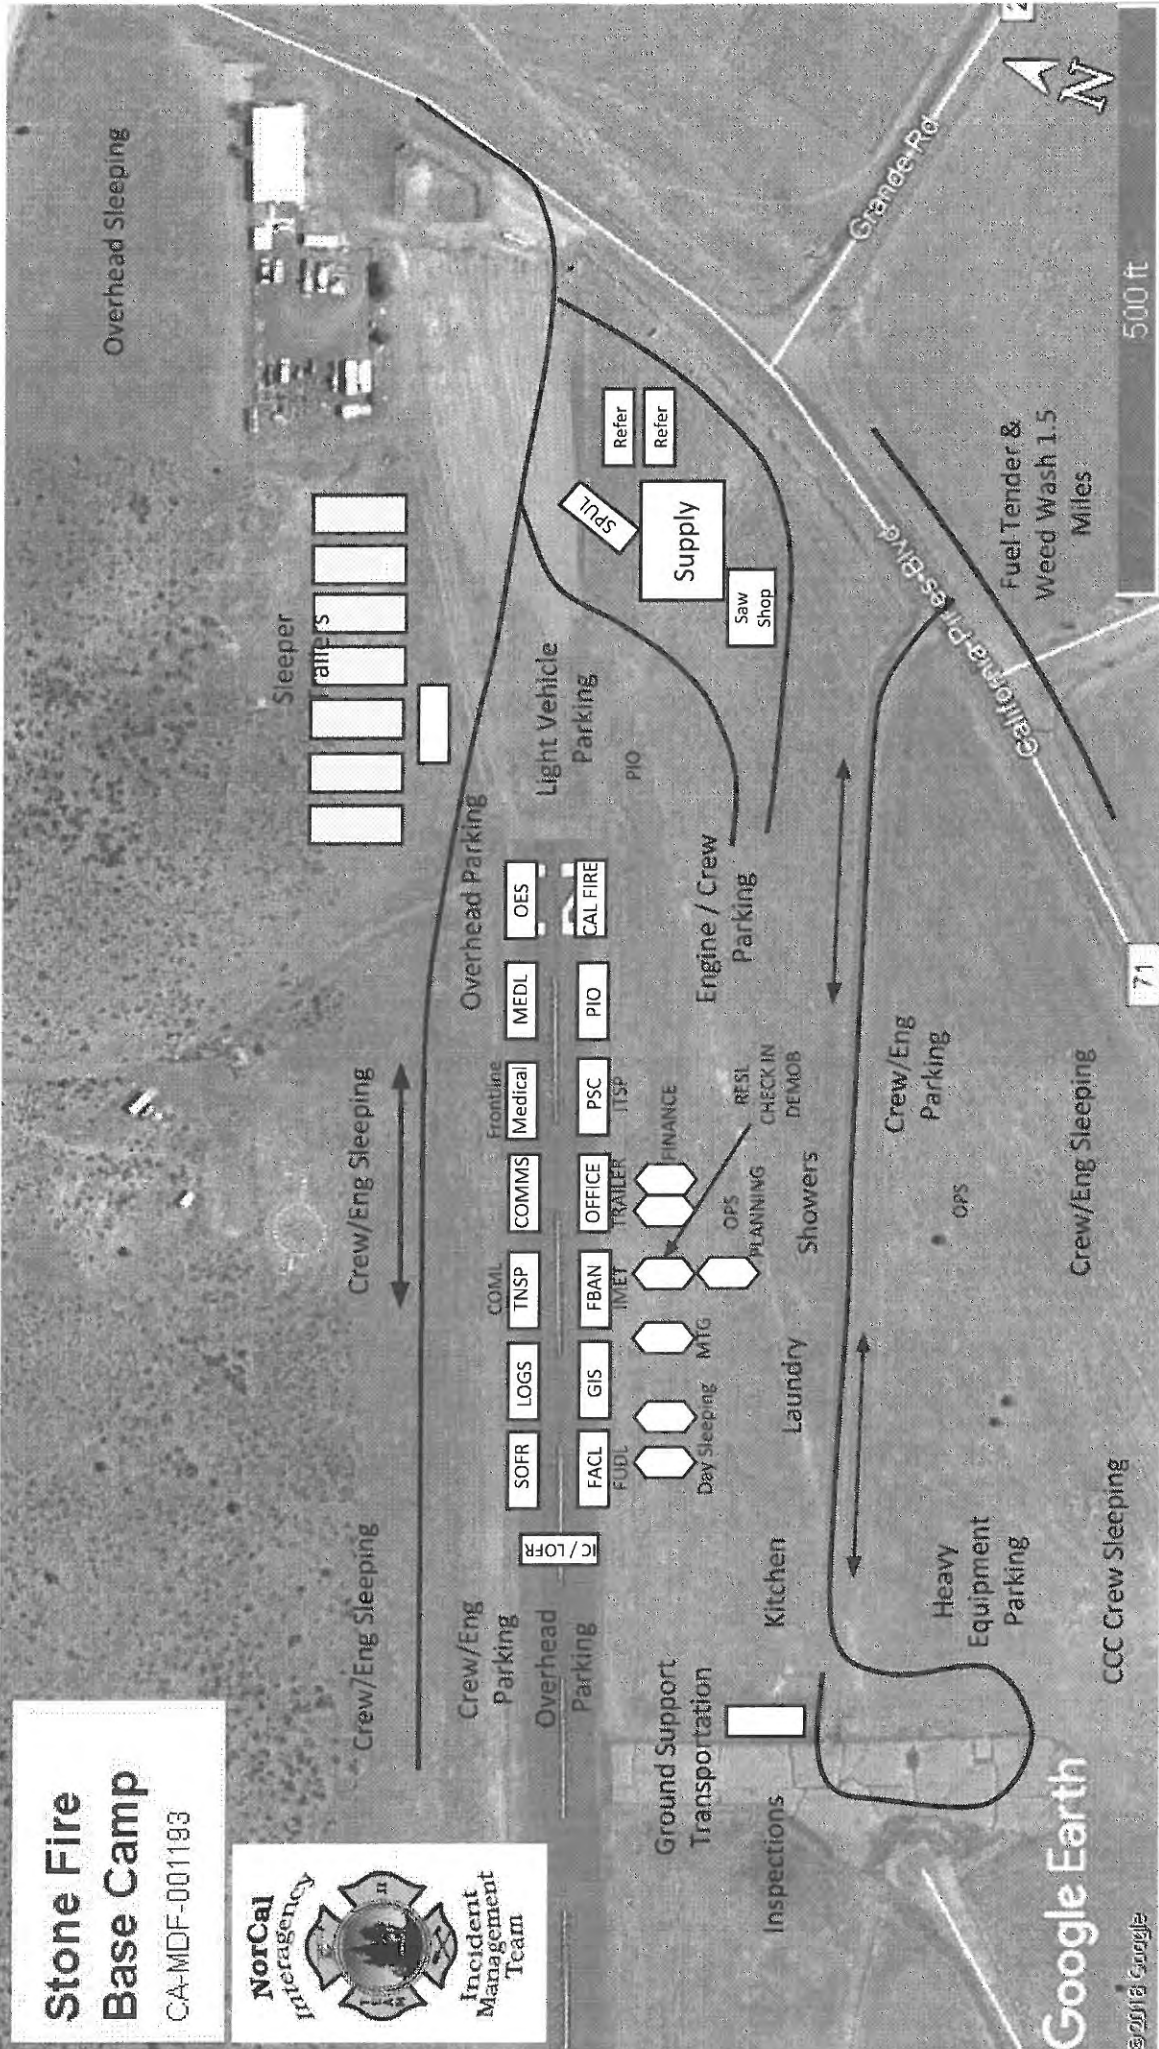 Stone Fire
Base Camp
CA-MDF-001193
NorCal
Interagency
Incident
Management
Team
Overhead Sleeping
Sleeper
Crew/Eng Sleeping
Crew/Eng Sleeping
Crew/Eng
Parking
Overhead
Parking
IC / LOFR
Overhead Parking
COML
Frontline
SOFR
LOGS
TNSP
COMMS
Medical
MEDL
OES
FACL
GIS
FBAN
OFFICE
PSC
PIO
CAL FIRE
FUDL
IMET
TRAILER
ITSP
Light Vehicle
Parking
PIO
SPUL
Refer
Refer
Supply
Saw
Shop
Day Sleeping
MTG
FINANCE
OPS
PLANNING
RESL
CHECK IN
DEMOB
Engine / Crew
Parking
Ground Support
Transportation
Inspections
Kitchen
Laundry
Showers
Crew/Eng
Parking
OPS
Heavy
Equipment
Parking
CCC Crew Sleeping
Crew/Eng Sleeping
Fuel Tender &
Weed Wash 1.5
Miles
California Pines Blvd
Grande Rd
71
2
N
500 ft
Google Earth
© 2018 Google